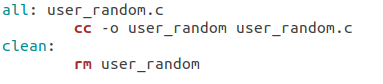 all: user_random.c
        cc -o user_random user_random.c
clean:
        rm user_random